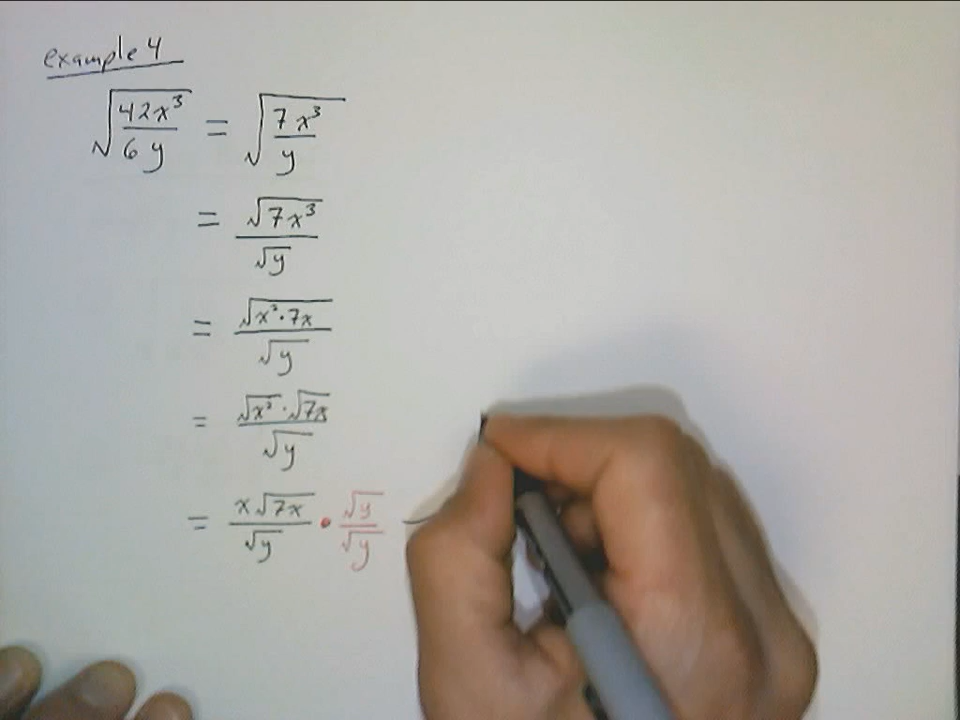 example 4
√(42x³/6y) = √(7x³/y)
= √(7x³)/√y
= √(x²·7x)/√y
= √(x²)·√(7x)/√y
= x√(7x)/√y · √y/√y